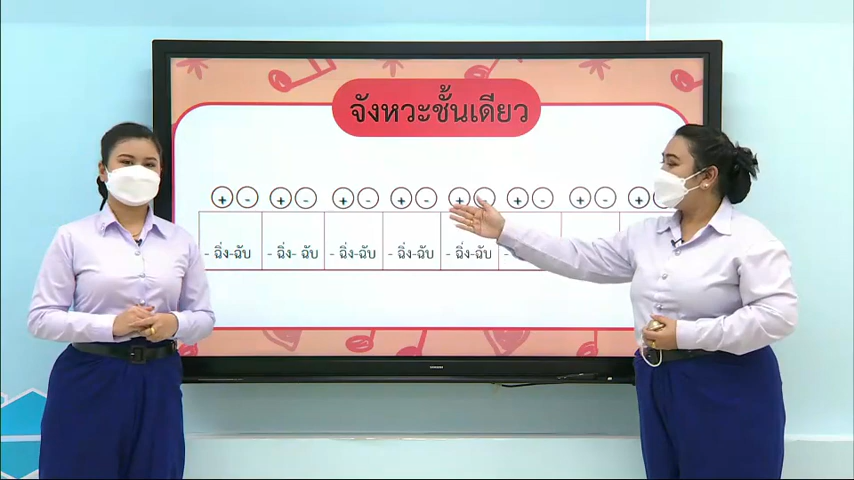 จังหวะชั้นเดียว
+ - + - + - + - + - + - + - +
- ฉิ่ง-ฉับ - ฉิ่ง- ฉับ - ฉิ่ง-ฉับ - ฉิ่ง-ฉับ - ฉิ่ง-ฉับ -
SAMSUNG